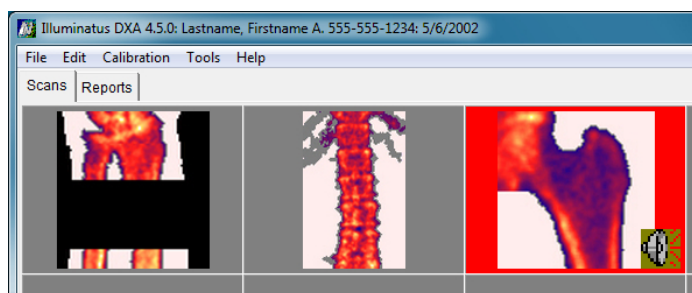 Illuminatus DXA 4.5.0: Lastname, Firstname A. 555-555-1234: 5/6/2002
File Edit Calibration Tools Help
Scans Reports